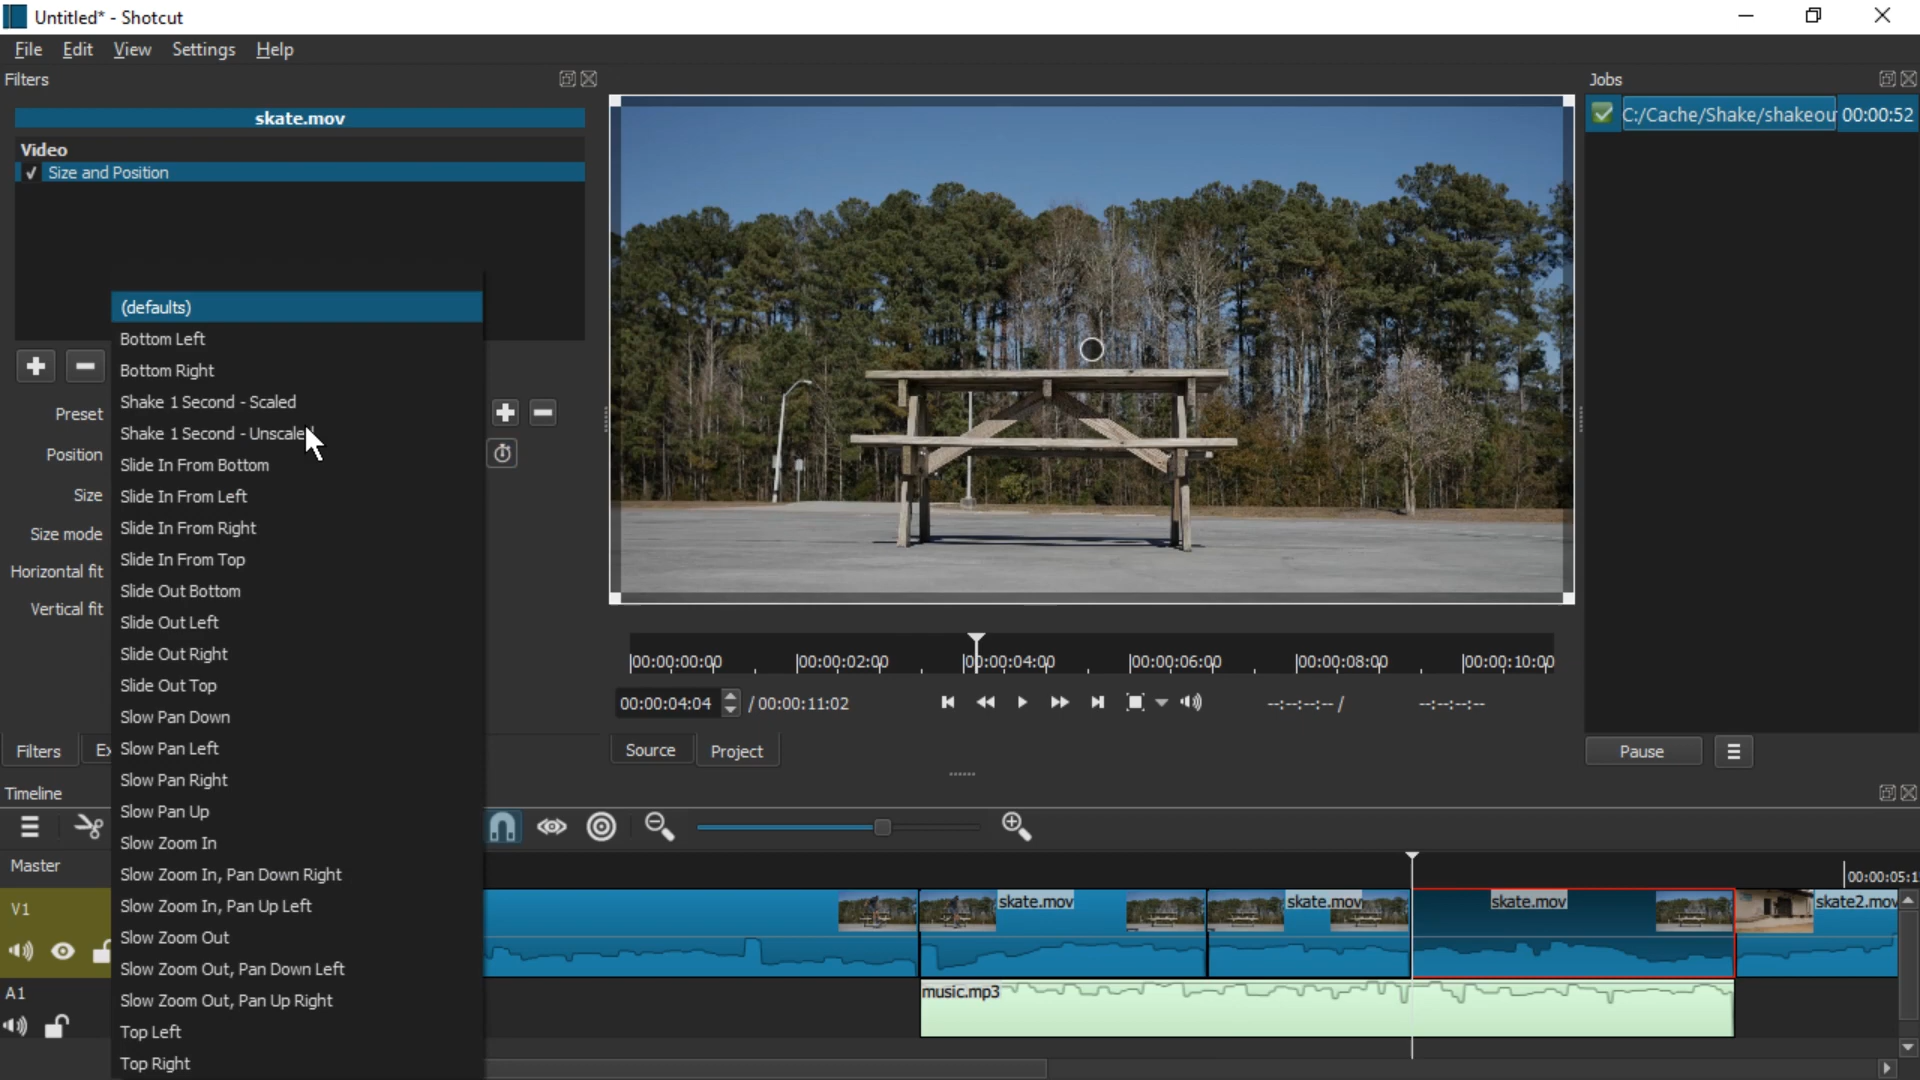 Untitled* - Shotcut
File Edit View Settings Help
Filters
Jobs
skate.mov
C:/Cache/Shake/shakeou 00:00:52
Video
✓ Size and Position
(defaults)
Bottom Left
Bottom Right
Shake 1 Second - Scaled
Shake 1 Second - Unscaled
Slide In From Bottom
Slide In From Left
Slide In From Right
Slide In From Top
Slide Out Bottom
Slide Out Left
Slide Out Right
Slide Out Top
Slow Pan Down
Slow Pan Left
Slow Pan Right
Slow Pan Up
Slow Zoom In
Slow Zoom In, Pan Down Right
Slow Zoom In, Pan Up Left
Slow Zoom Out
Slow Zoom Out, Pan Down Left
Slow Zoom Out, Pan Up Right
Top Left
Top Right
Preset
Position
Size
Size mode
Horizontal fit
Vertical fit
00:00:00:00 00:00:02:00 00:00:04:00 00:00:06:00 00:00:08:00 00:00:10:00
00:00:04:04 / 00:00:11:02 --:--:--:-- / --:--:--:--
Filters Ex
Source Project
Pause
Timeline
Master
00:00:05:1
V1
skate.mov skate.mov skate.mov skate2.mov
A1
music.mp3